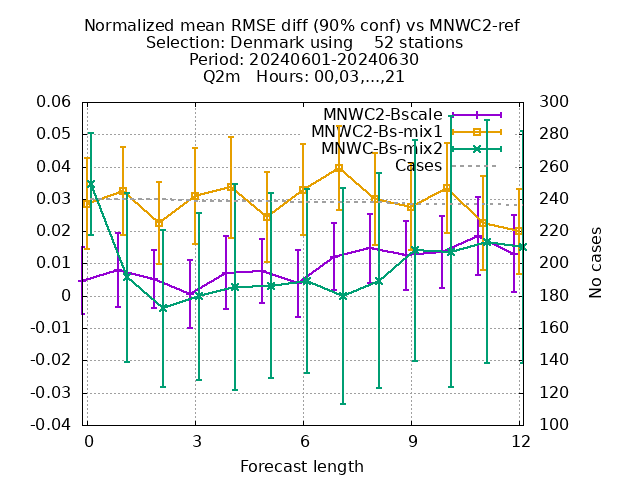 Normalized mean RMSE diff (90% conf) vs MNWC2-ref
Selection: Denmark using    52 stations
Period: 20240601-20240630
Q2m   Hours: 00,03,...,21
MNWC2-Bscale
MNWC2-Bs-mix1
MNWC-Bs-mix2
Cases
0.06
0.05
0.04
0.03
0.02
0.01
0
-0.01
-0.02
-0.03
-0.04
300
280
260
240
220
200
180
160
140
120
100
No cases
0 3 6 9 12
Forecast length